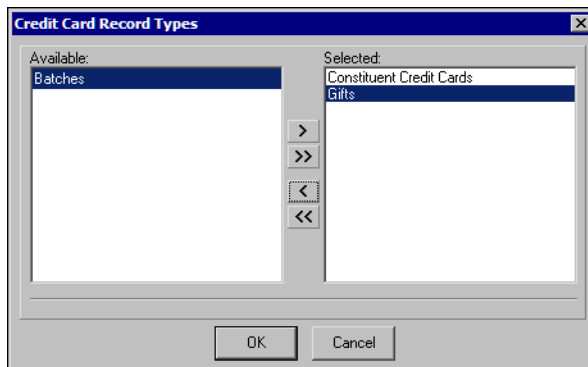 Credit Card Record Types
Available:
Batches
Selected:
Constituent Credit Cards
Gifts
>
>>
<
<<
OK
Cancel